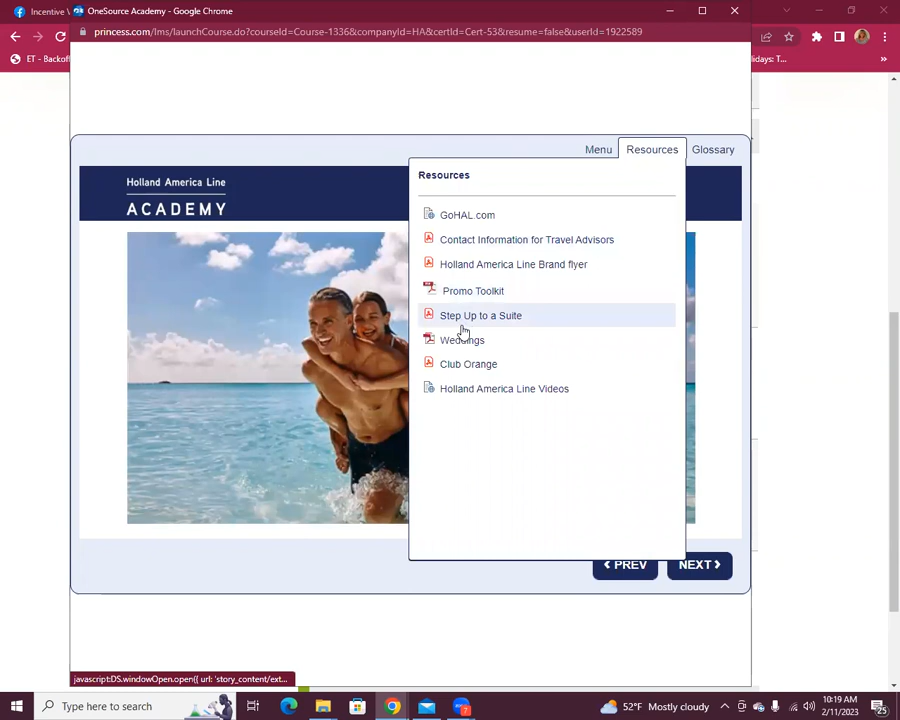 Incentive V
OneSource Academy - Google Chrome
princess.com/lms/launchCourse.do?courseId=Course-1336&companyId=HA&certId=Cert-53&resume=false&userId=1922589
ET - Backoff
lidays: T...
»
Menu
Resources
Glossary
Holland America Line
ACADEMY
Resources
GoHAL.com
Contact Information for Travel Advisors
Holland America Line Brand flyer
Promo Toolkit
Step Up to a Suite
Weddings
Club Orange
Holland America Line Videos
PREV
NEXT
javascript:DS.windowOpen.open({ url: 'story_content/ext...
Type here to search
52°F Mostly cloudy
10:19 AM
2/11/2023
25